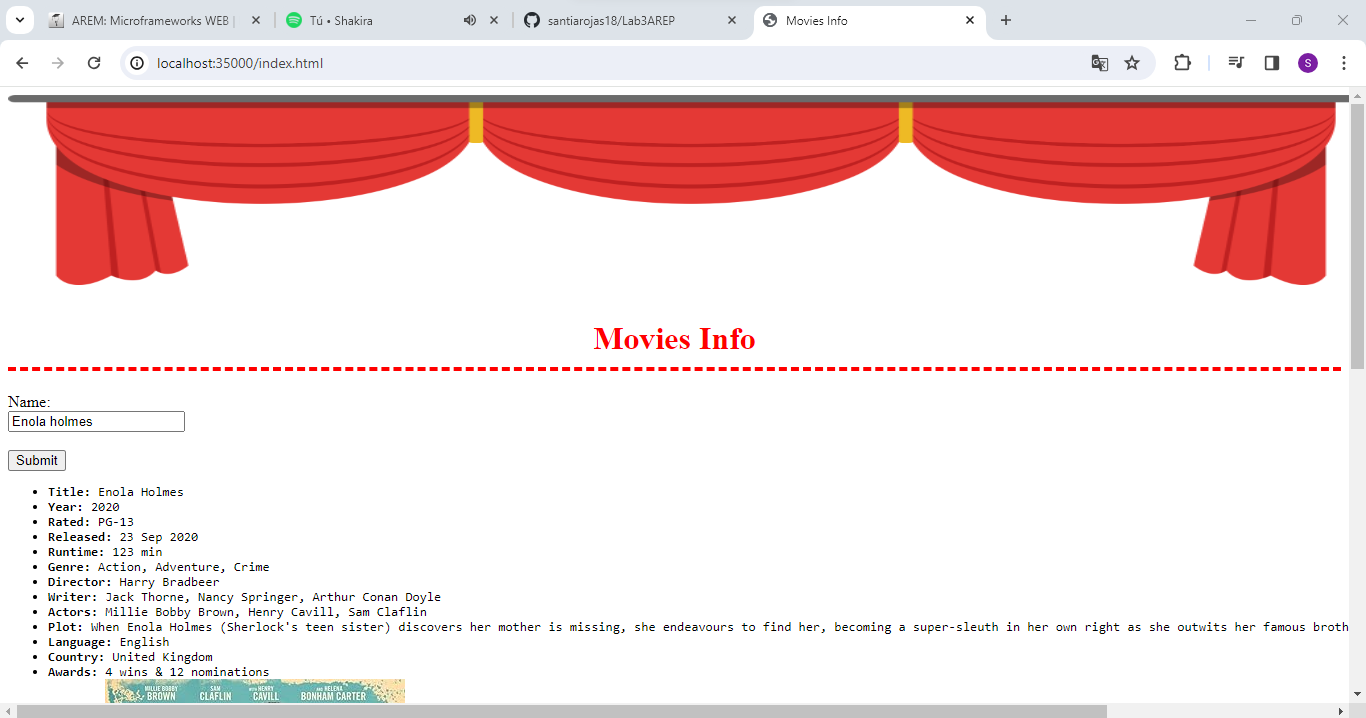 AREM: Microframeworks WEB
Tú • Shakira
santiarojas18/Lab3AREP
Movies Info
localhost:35000/index.html
S
Movies Info
Name:
Enola holmes
Submit
• Title: Enola Holmes
• Year: 2020
• Rated: PG-13
• Released: 23 Sep 2020
• Runtime: 123 min
• Genre: Action, Adventure, Crime
• Director: Harry Bradbeer
• Writer: Jack Thorne, Nancy Springer, Arthur Conan Doyle
• Actors: Millie Bobby Brown, Henry Cavill, Sam Claflin
• Plot: When Enola Holmes (Sherlock's teen sister) discovers her mother is missing, she endeavours to find her, becoming a super-sleuth in her own right as she outwits her famous broth
• Language: English
• Country: United Kingdom
• Awards: 4 wins & 12 nominations
MILLIE BOBBY BROWN SAM CLAFLIN WITH HENRY CAVILL AND HELENA BONHAM CARTER